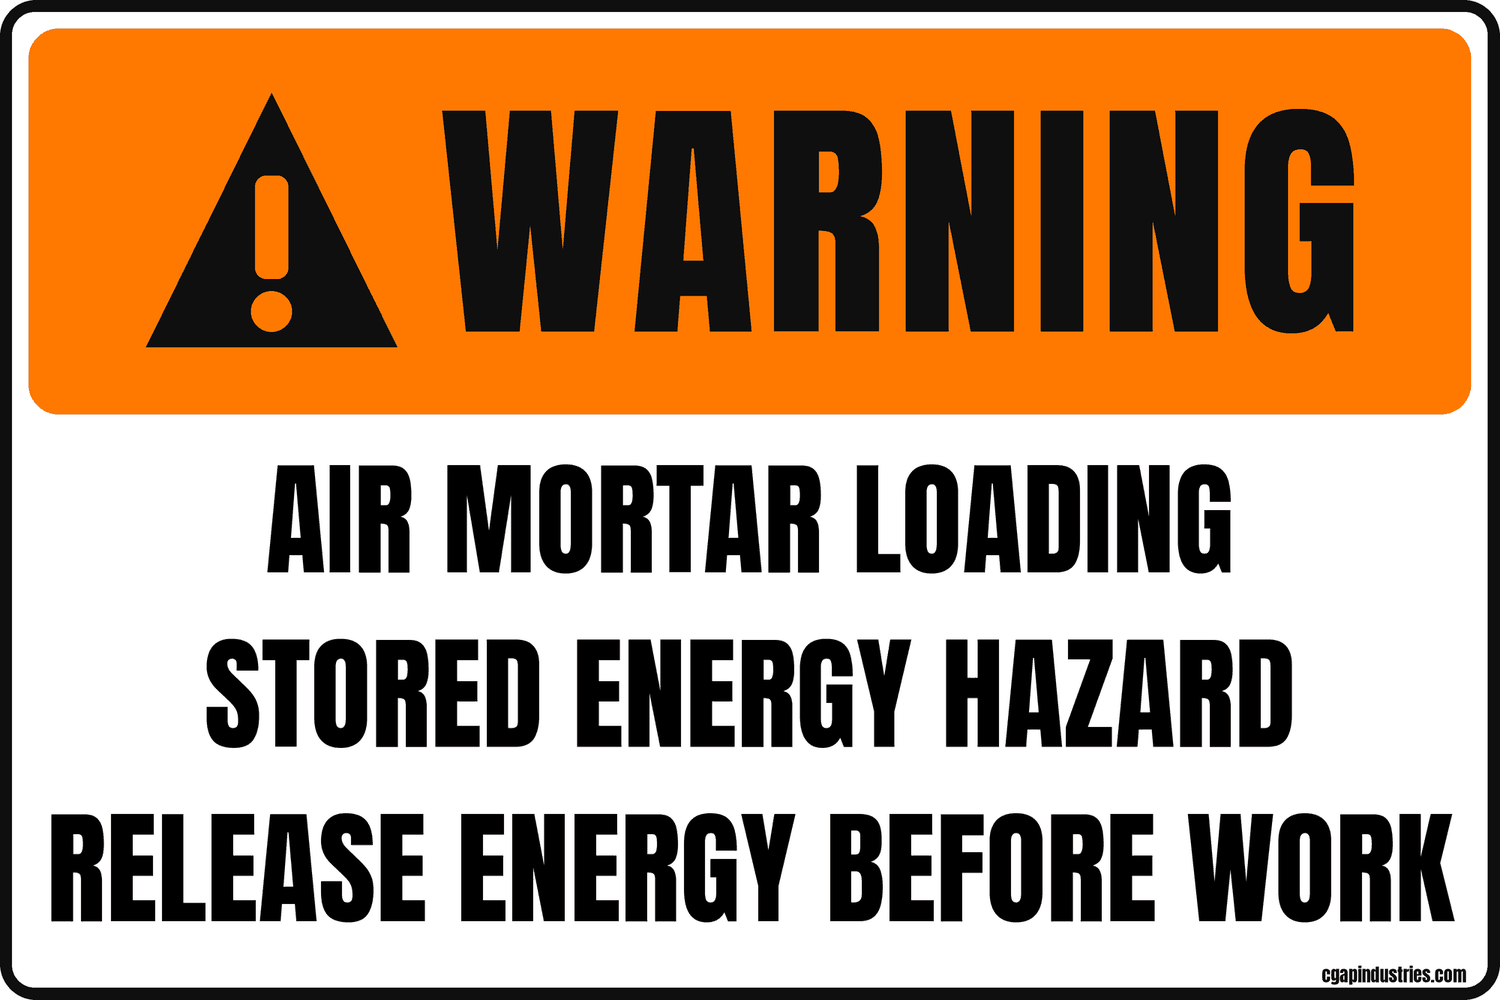 WARNING
AIR MORTAR LOADING
STORED ENERGY HAZARD
RELEASE ENERGY BEFORE WORK
cgapindustries.com